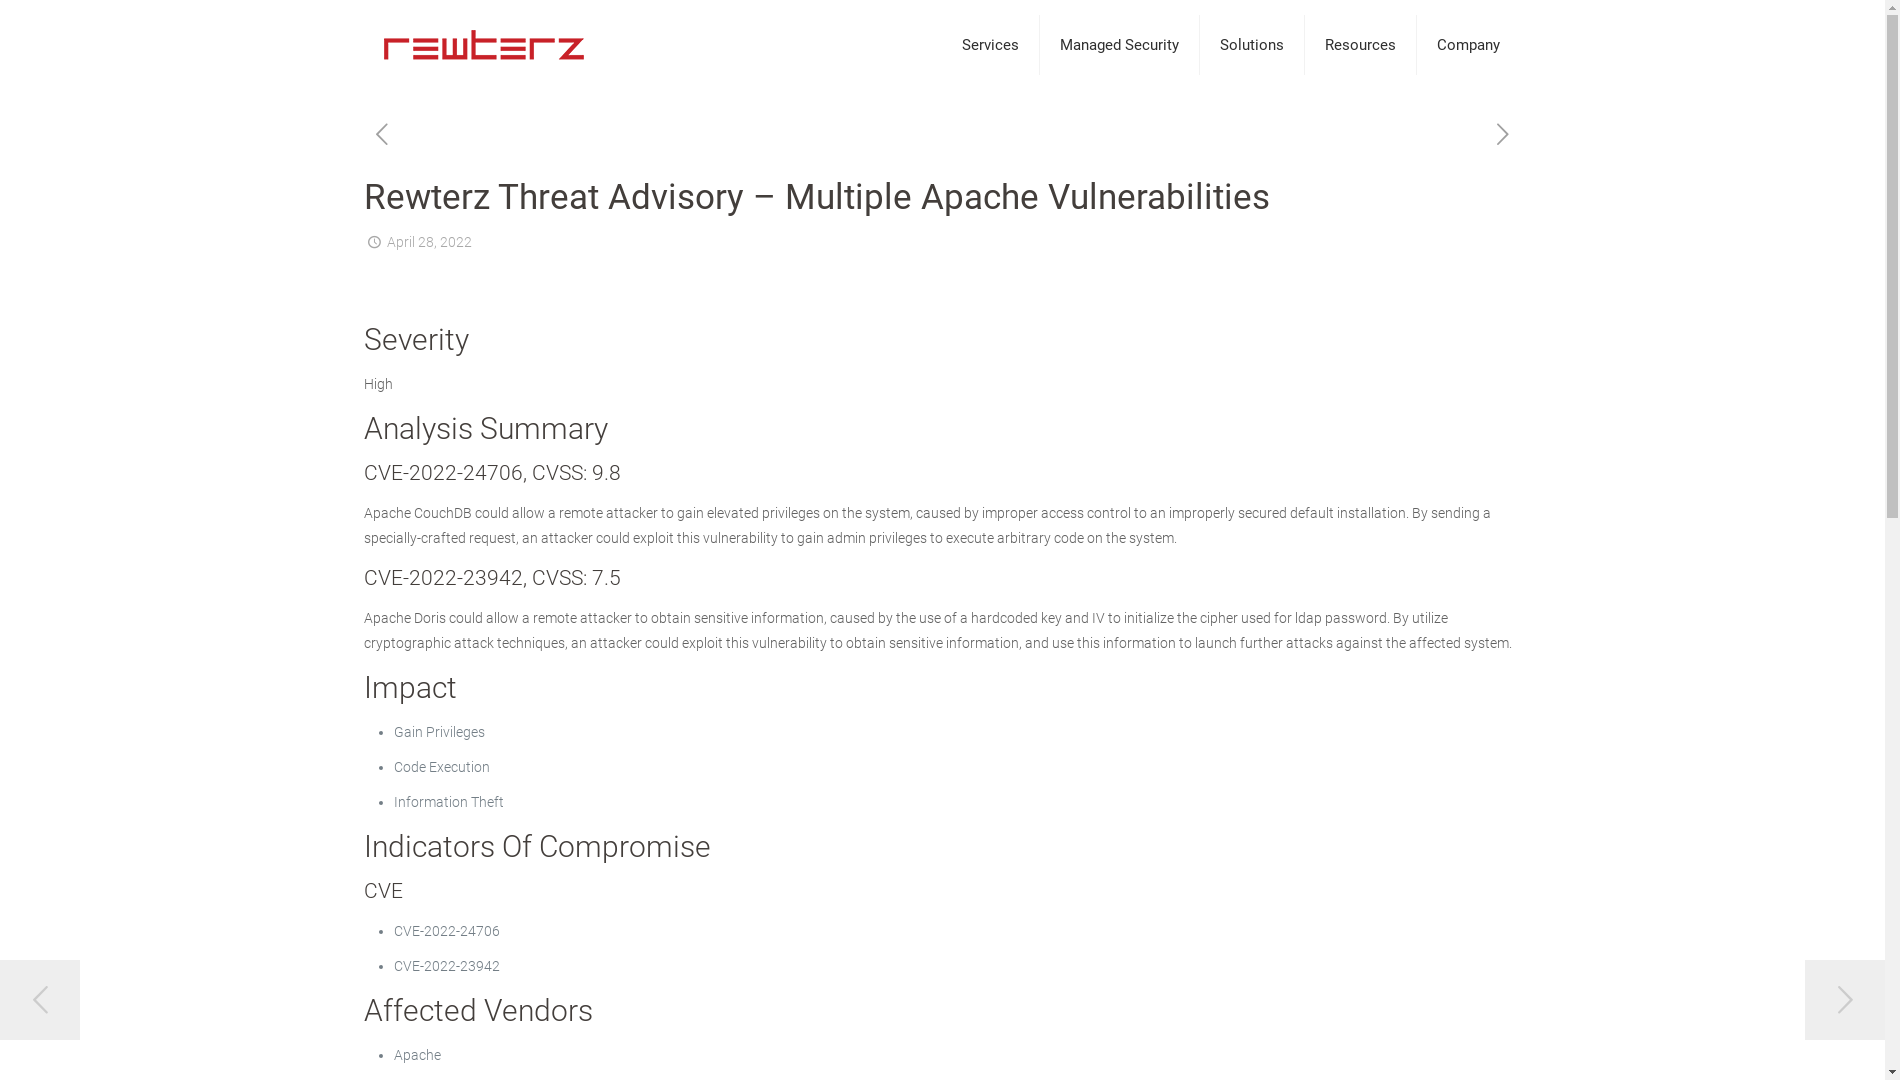 rewterz
Services
Managed Security
Solutions
Resources
Company
Rewterz Threat Advisory – Multiple Apache Vulnerabilities
April 28, 2022
Severity
High
Analysis Summary
CVE-2022-24706, CVSS: 9.8
Apache CouchDB could allow a remote attacker to gain elevated privileges on the system, caused by improper access control to an improperly secured default installation. By sending a
specially-crafted request, an attacker could exploit this vulnerability to gain admin privileges to execute arbitrary code on the system.
CVE-2022-23942, CVSS: 7.5
Apache Doris could allow a remote attacker to obtain sensitive information, caused by the use of a hardcoded key and IV to initialize the cipher used for ldap password. By utilize
cryptographic attack techniques, an attacker could exploit this vulnerability to obtain sensitive information, and use this information to launch further attacks against the affected system.
Impact
Gain Privileges
Code Execution
Information Theft
Indicators Of Compromise
CVE
CVE-2022-24706
CVE-2022-23942
Affected Vendors
Apache